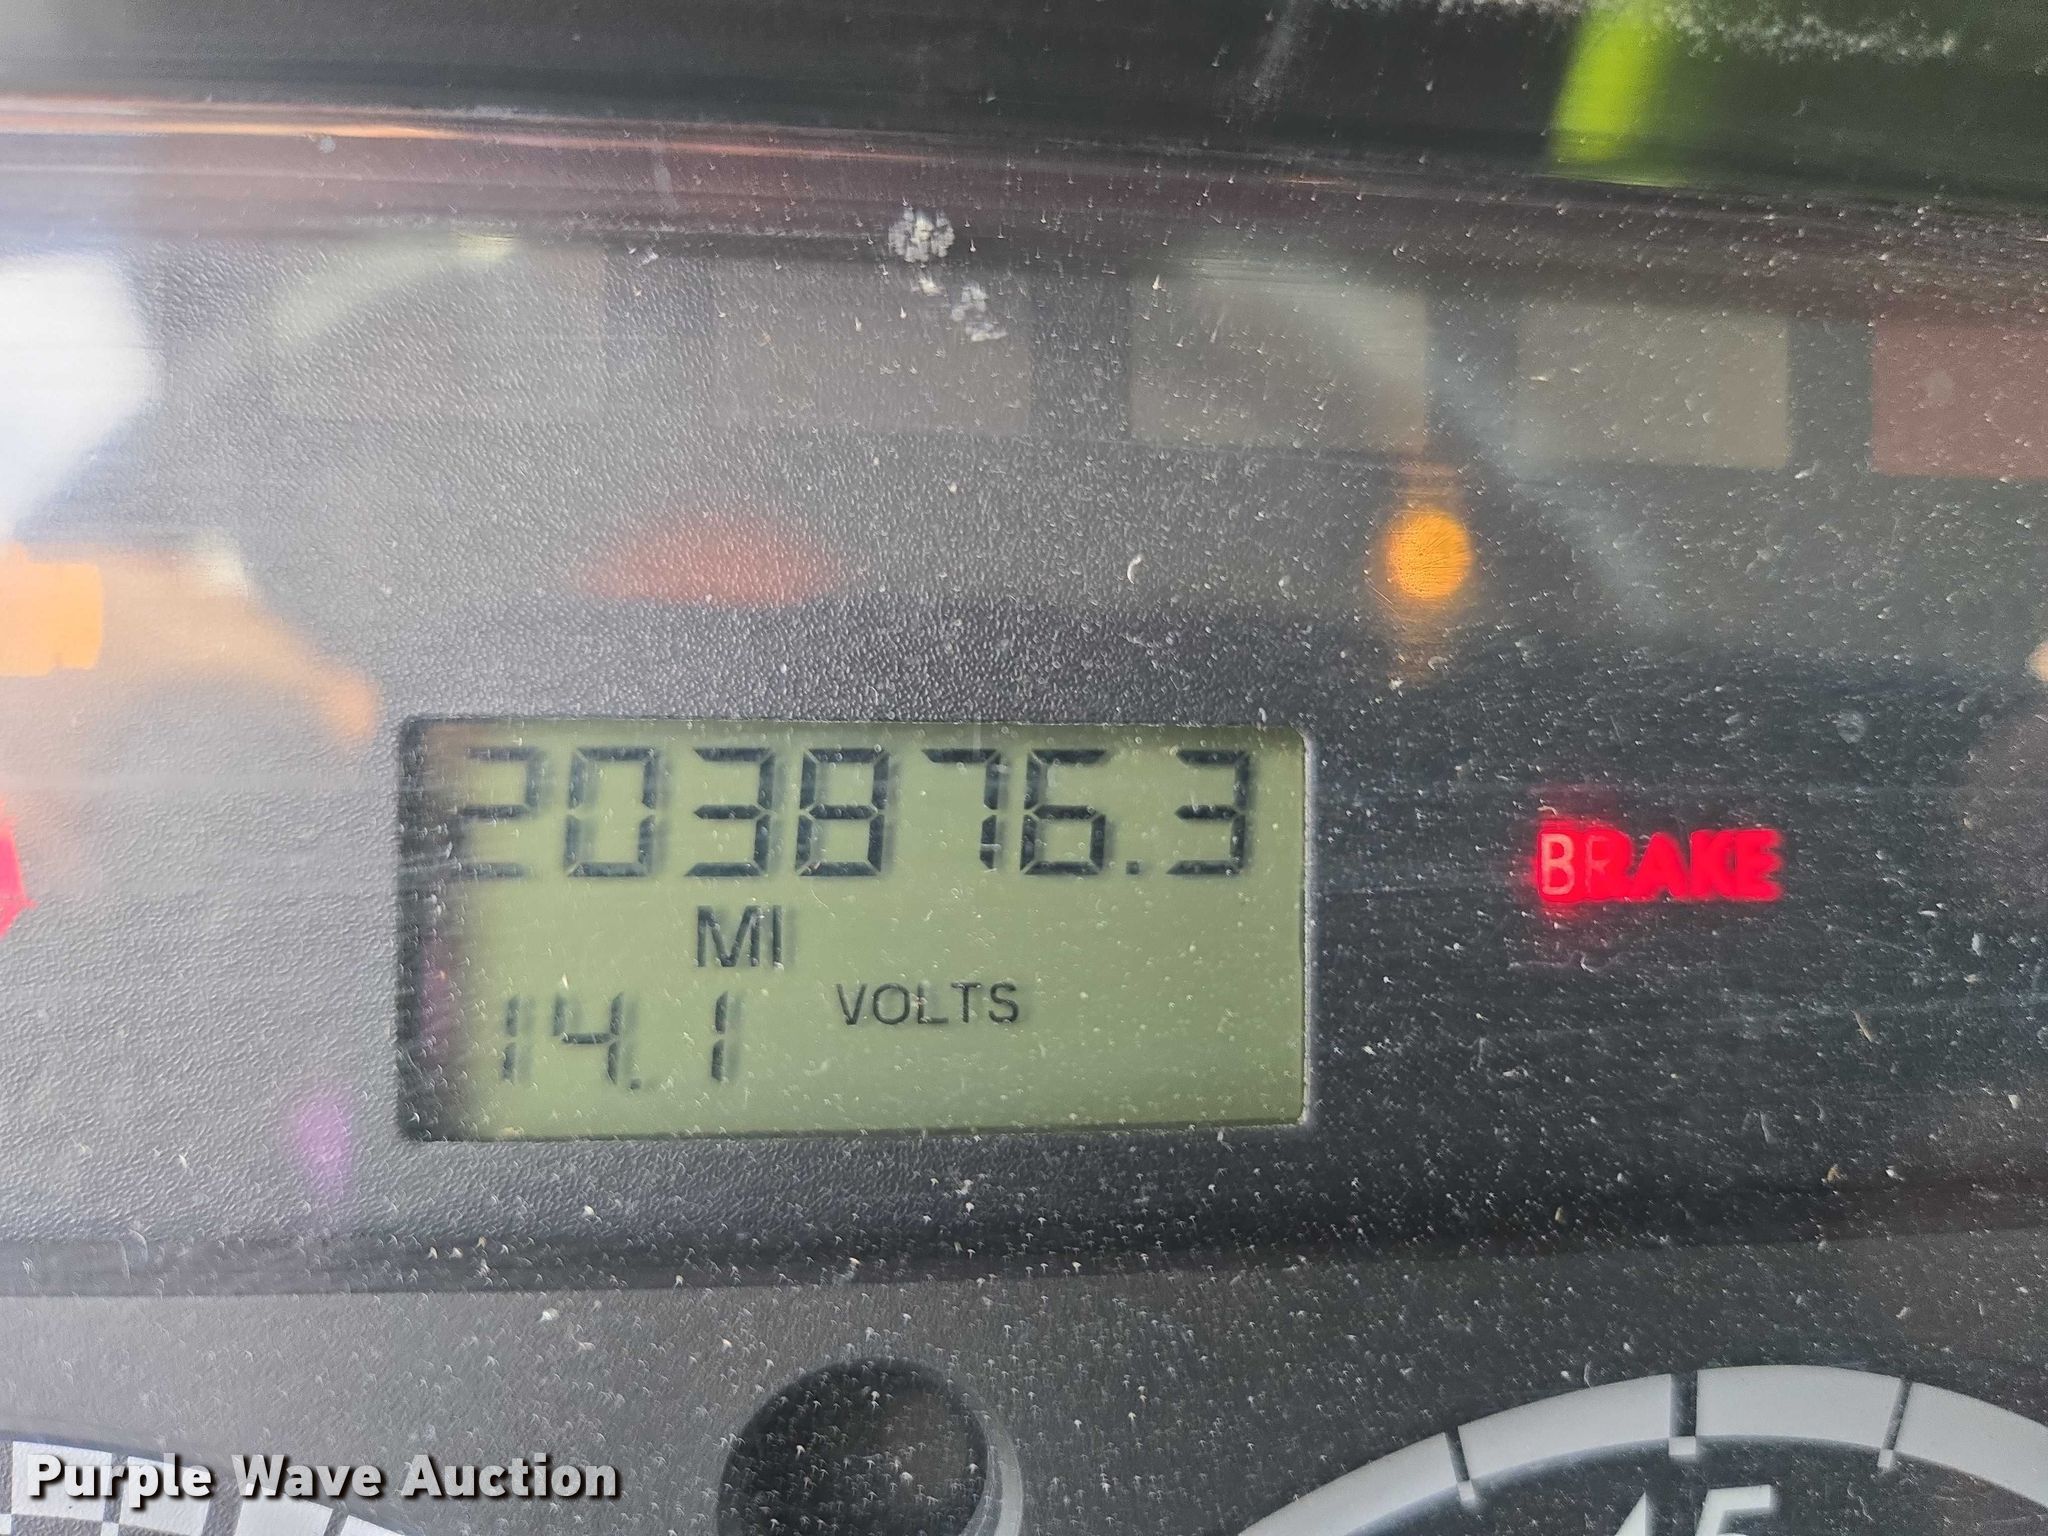 203876.3
MI
BRAKE
14.1 VOLTS
Purple Wave Auction